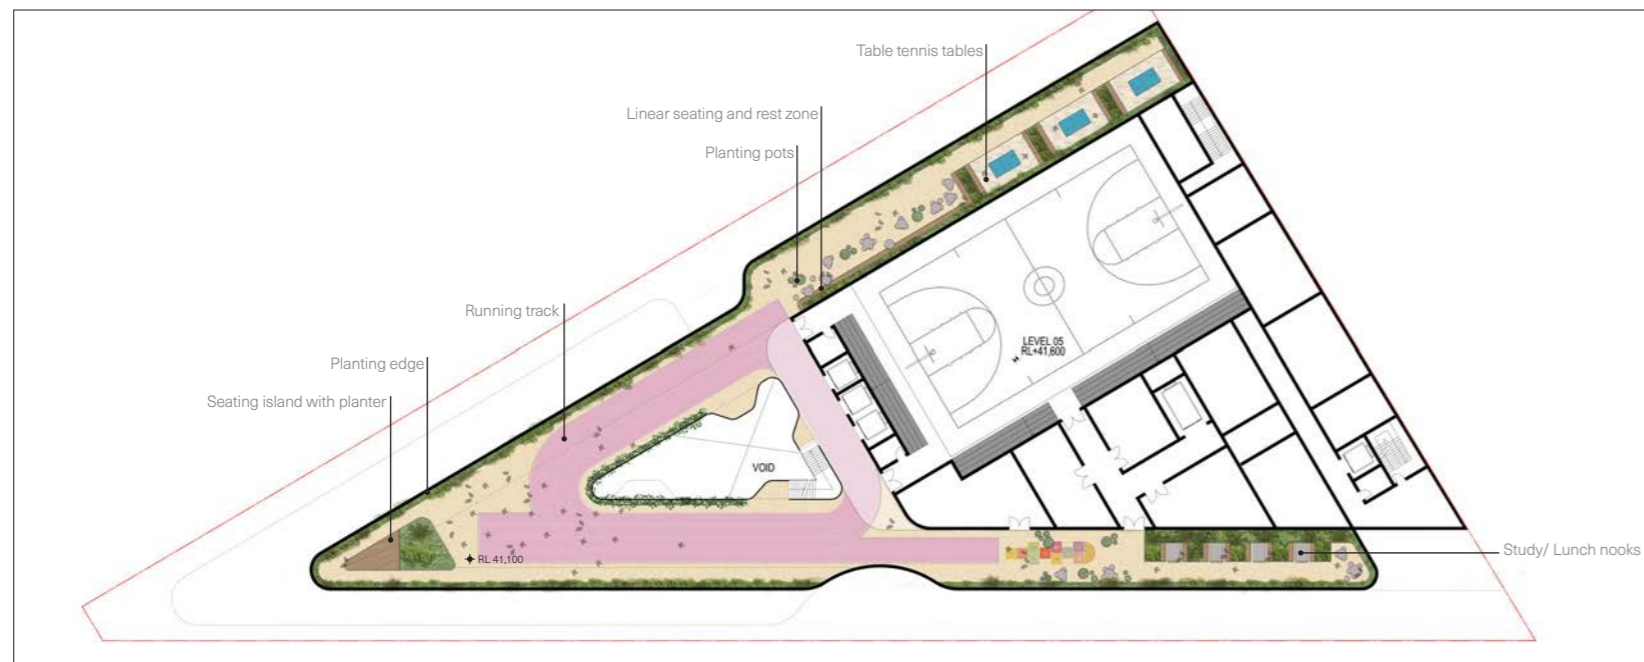 Table tennis tables
Linear seating and rest zone
Planting pots
Running track
LEVEL 05
RL+41,600
Planting edge
Seating island with planter
VOID
RL 41,100
Study/ Lunch nooks